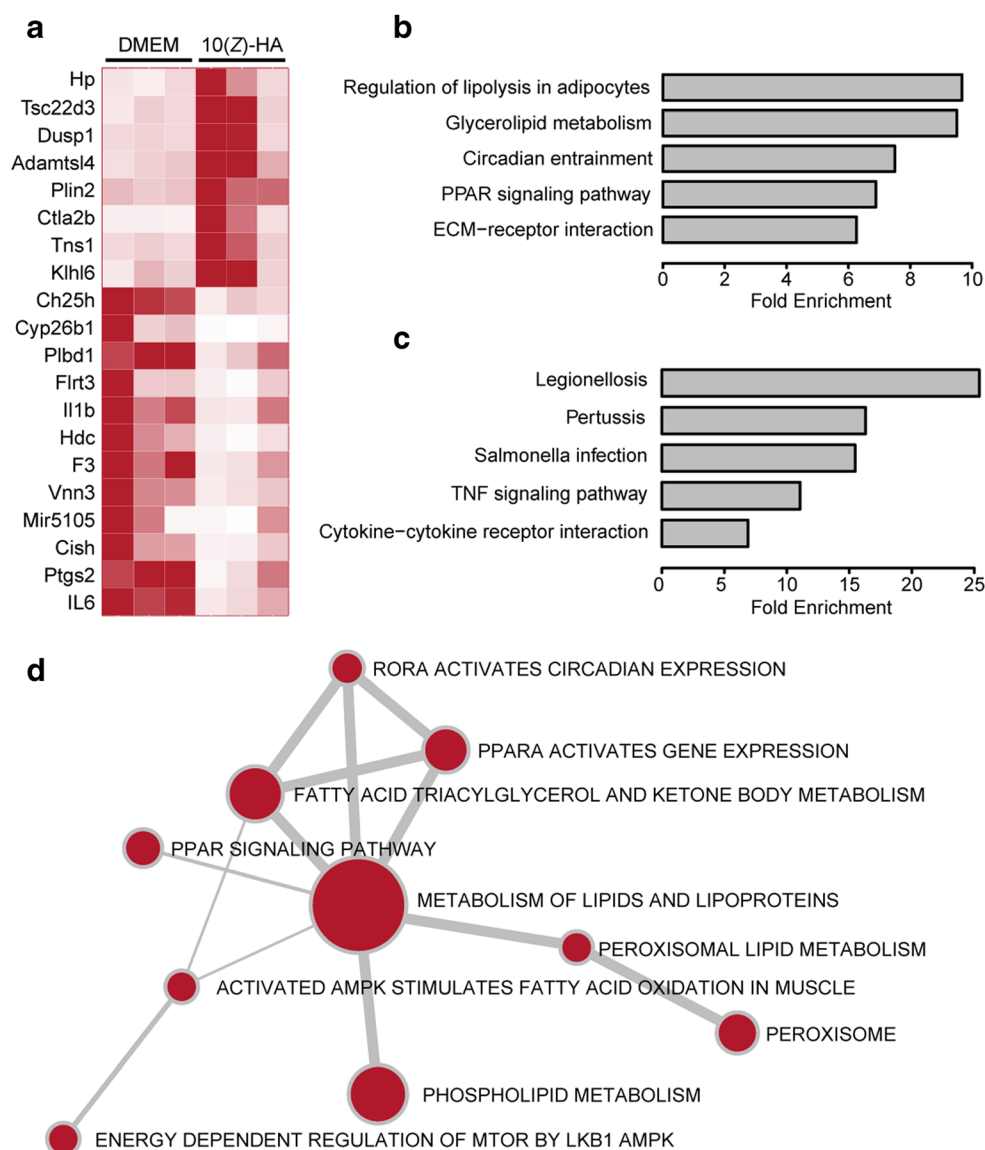 a
DMEM 10(Z)-HA
Hp
Tsc22d3
Dusp1
Adamtsl4
Plin2
Ctla2b
Tns1
Klhl6
Ch25h
Cyp26b1
Plbd1
Flrt3
Il1b
Hdc
F3
Vnn3
Mir5105
Cish
Ptgs2
IL6
b
Regulation of lipolysis in adipocytes
Glycerolipid metabolism
Circadian entrainment
PPAR signaling pathway
ECM−receptor interaction
0 2 4 6 8 10
Fold Enrichment
c
Legionellosis
Pertussis
Salmonella infection
TNF signaling pathway
Cytokine−cytokine receptor interaction
0 5 10 15 20 25
Fold Enrichment
d
RORA ACTIVATES CIRCADIAN EXPRESSION
PPARA ACTIVATES GENE EXPRESSION
FATTY ACID TRIACYLGLYCEROL AND KETONE BODY METABOLISM
PPAR SIGNALING PATHWAY
METABOLISM OF LIPIDS AND LIPOPROTEINS
PEROXISOMAL LIPID METABOLISM
ACTIVATED AMPK STIMULATES FATTY ACID OXIDATION IN MUSCLE
PEROXISOME
PHOSPHOLIPID METABOLISM
ENERGY DEPENDENT REGULATION OF MTOR BY LKB1 AMPK